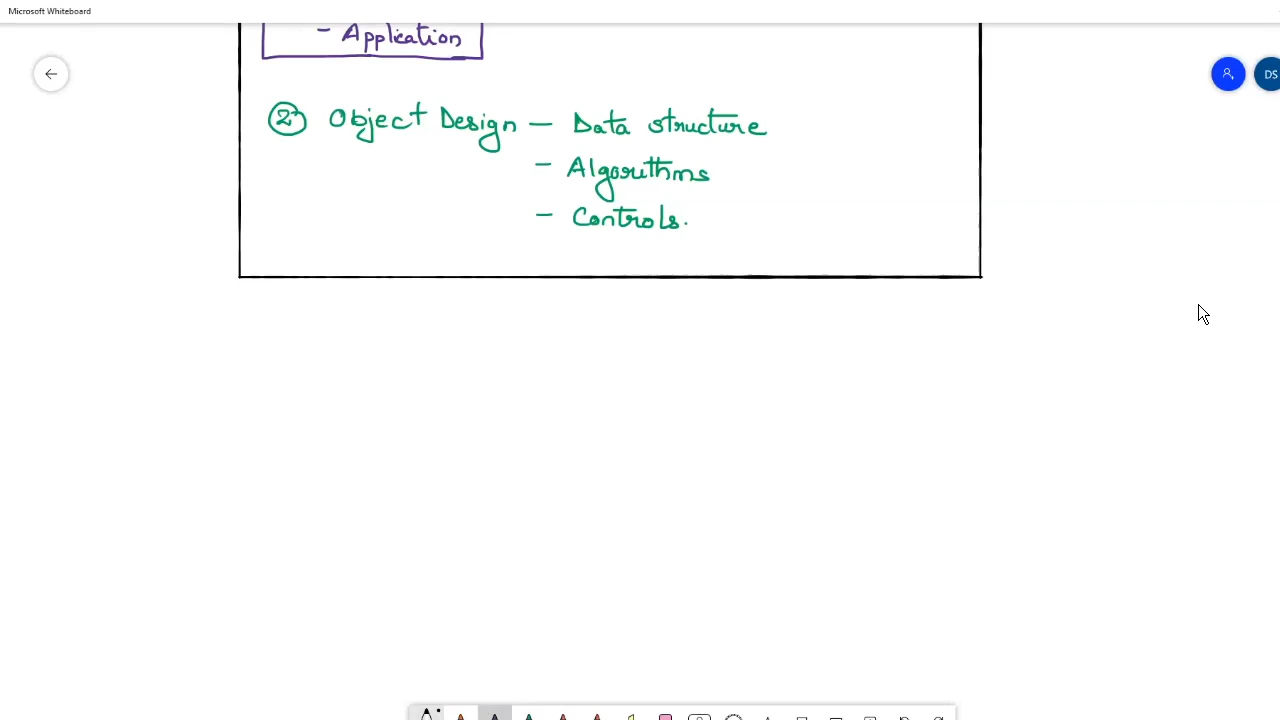 Microsoft Whiteboard
- Application
DS
2 Object Design - Data structure
- Algorithms
- Controls.